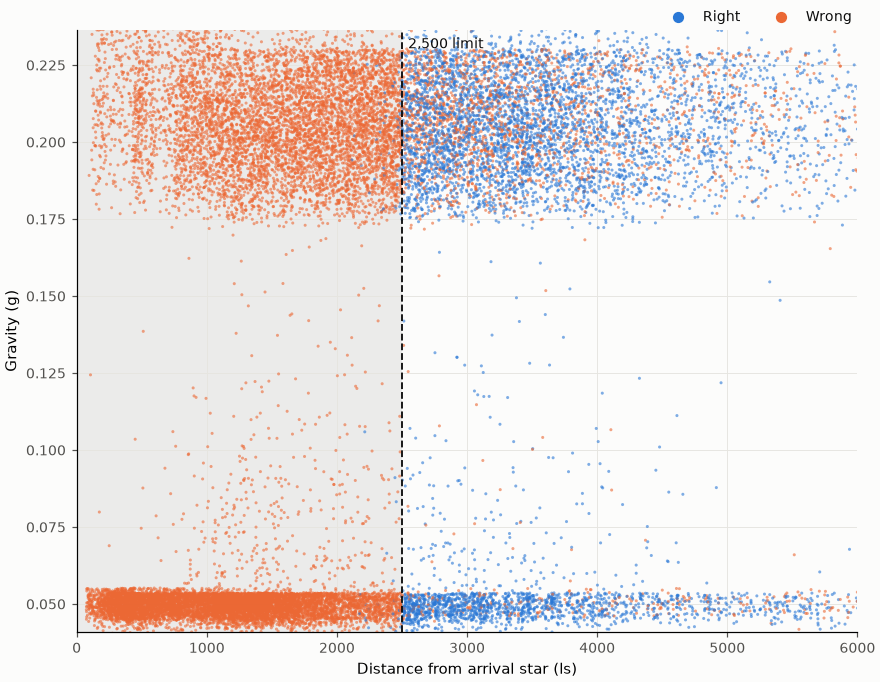 Right Wrong
2,500 limit
0.225
0.200
0.175
0.150
0.125
0.100
0.075
0.050
Gravity (g)
0 1000 2000 3000 4000 5000 6000
Distance from arrival star (ls)